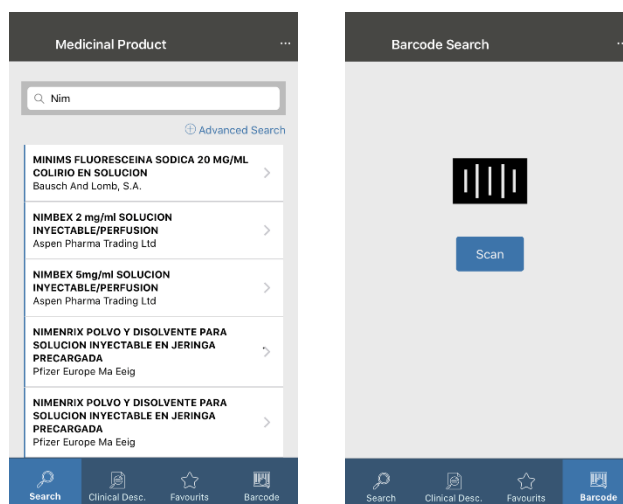 Medicinal Product
...
Nim
Advanced Search
MINIMS FLUORESCEINA SODICA 20 MG/ML
COLIRIO EN SOLUCION
Bausch And Lomb, S.A.
NIMBEX 2 mg/ml SOLUCION
INYECTABLE/PERFUSION
Aspen Pharma Trading Ltd
NIMBEX 5mg/ml SOLUCION
INYECTABLE/PERFUSION
Aspen Pharma Trading Ltd
NIMENRIX POLVO Y DISOLVENTE PARA
SOLUCION INYECTABLE EN JERINGA
PRECARGADA
Pfizer Europe Ma Eeig
NIMENRIX POLVO Y DISOLVENTE PARA
SOLUCION INYECTABLE EN JERINGA
PRECARGADA
Pfizer Europe Ma Eeig
Search Clinical Desc. Favourits Barcode
Barcode Search
Scan
Search Clinical Desc. Favourits Barcode